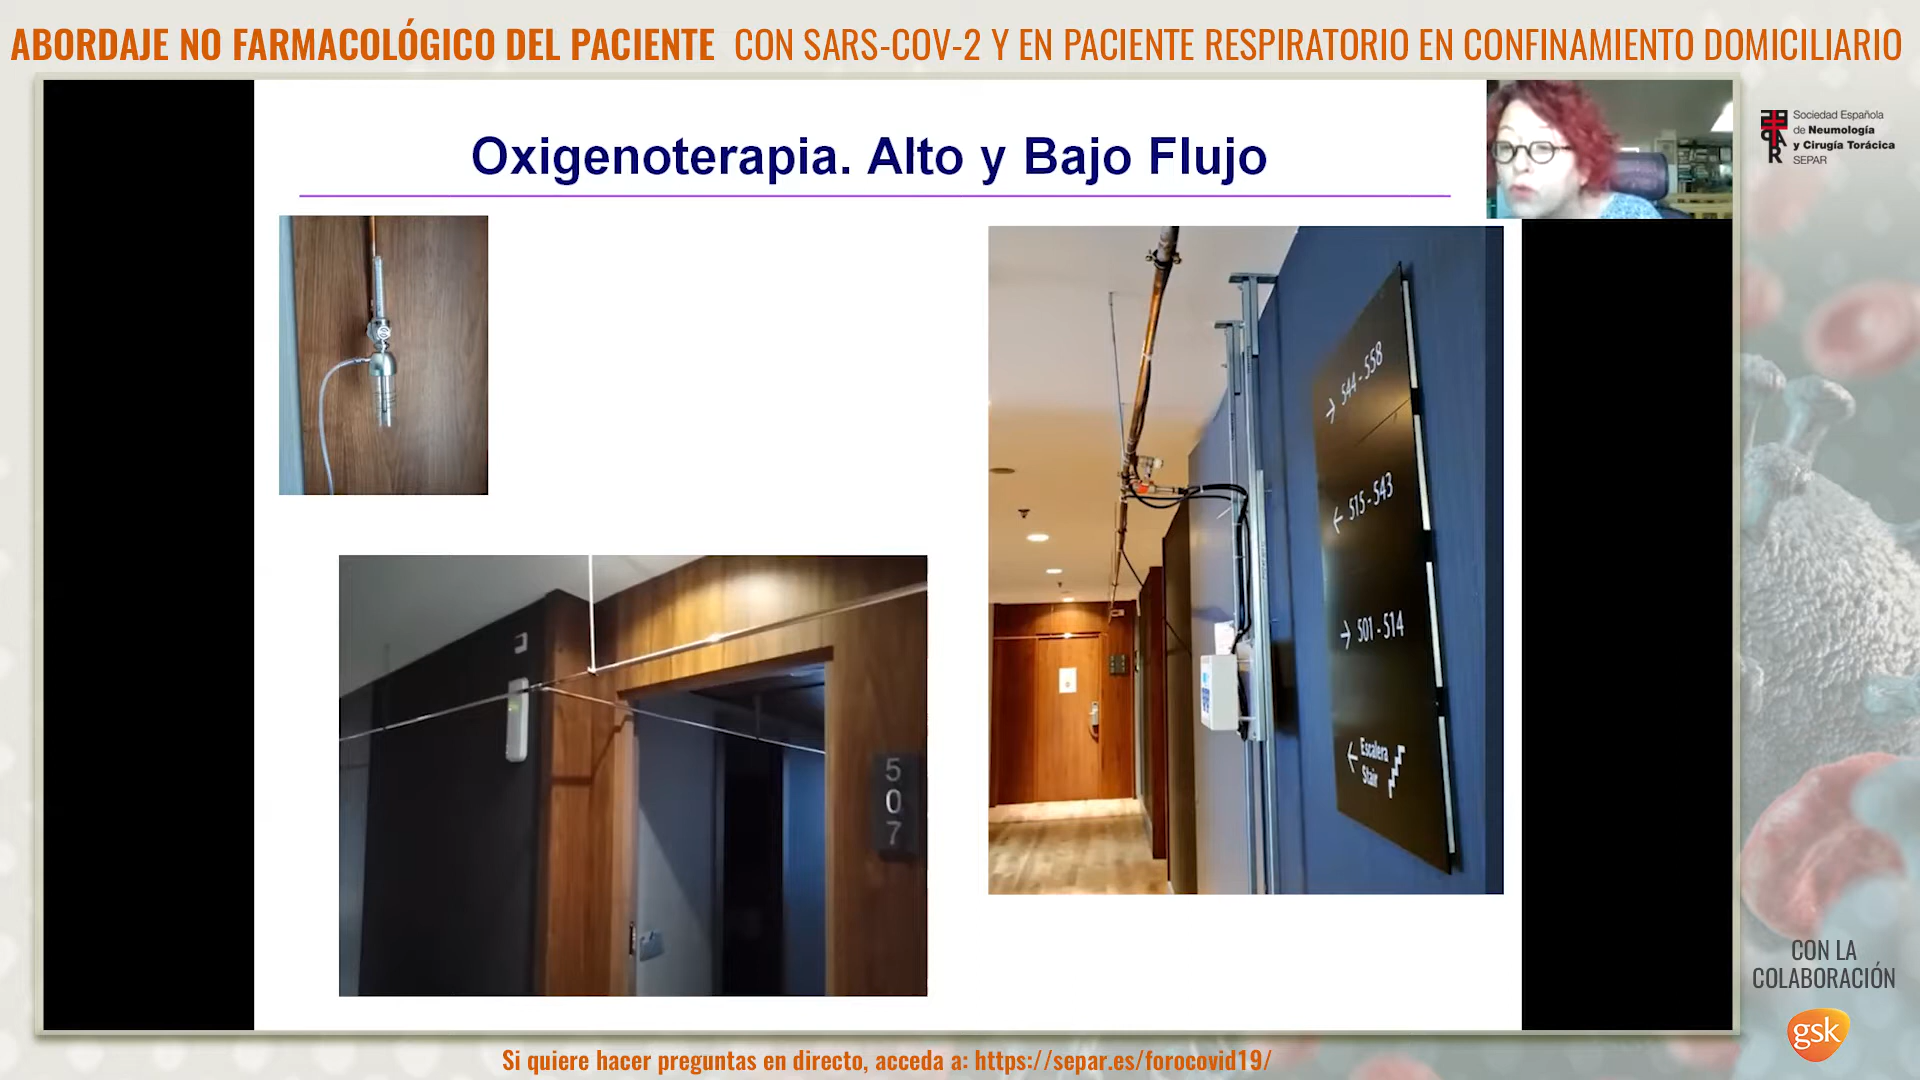 ABORDAJE NO FARMACOLÓGICO DEL PACIENTE CON SARS-COV-2 Y EN PACIENTE RESPIRATORIO EN CONFINAMIENTO DOMICILIARIO
Oxigenoterapia. Alto y Bajo Flujo
Sociedad Española
de Neumología
y Cirugía Torácica
SEPAR
→ 544 - 558
← 515 - 543
→ 501 - 514
← Escalera
Stair
5
0
7
CON LA
COLABORACIÓN
gsk
Si quiere hacer preguntas en directo, acceda a: https://separ.es/forocovid19/